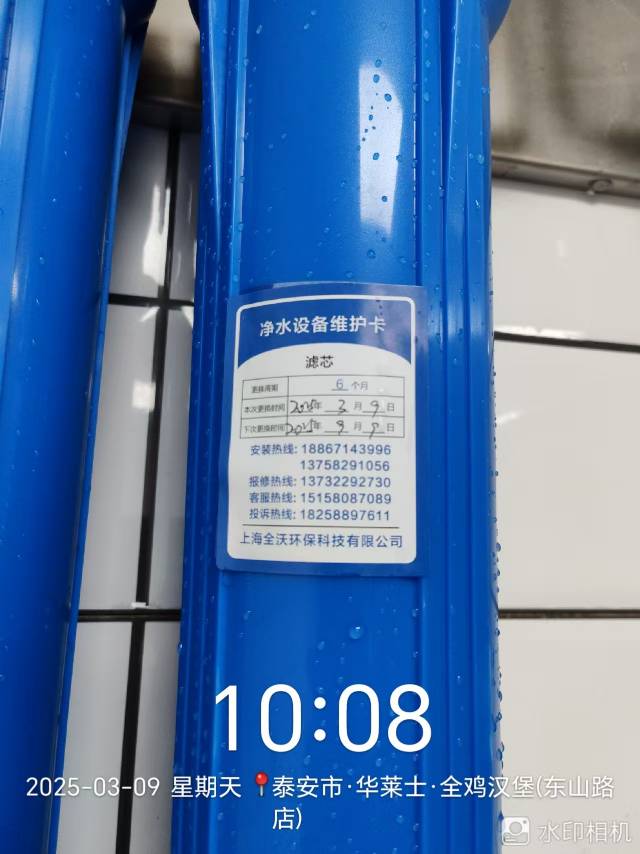 净水设备维护卡
滤芯
更换周期 6 个月
本次更换时间 2025年 3 月 9 日
下次更换时间 2025年 9 月 9 日
安装热线: 18867143996
13758291056
报修热线: 13732292730
客服热线: 15158087089
投诉热线: 18258897611
上海全沃环保科技有限公司
10:08
2025-03-09 星期天 📍泰安市·华莱士·全鸡汉堡(东山路
店)
水印相机